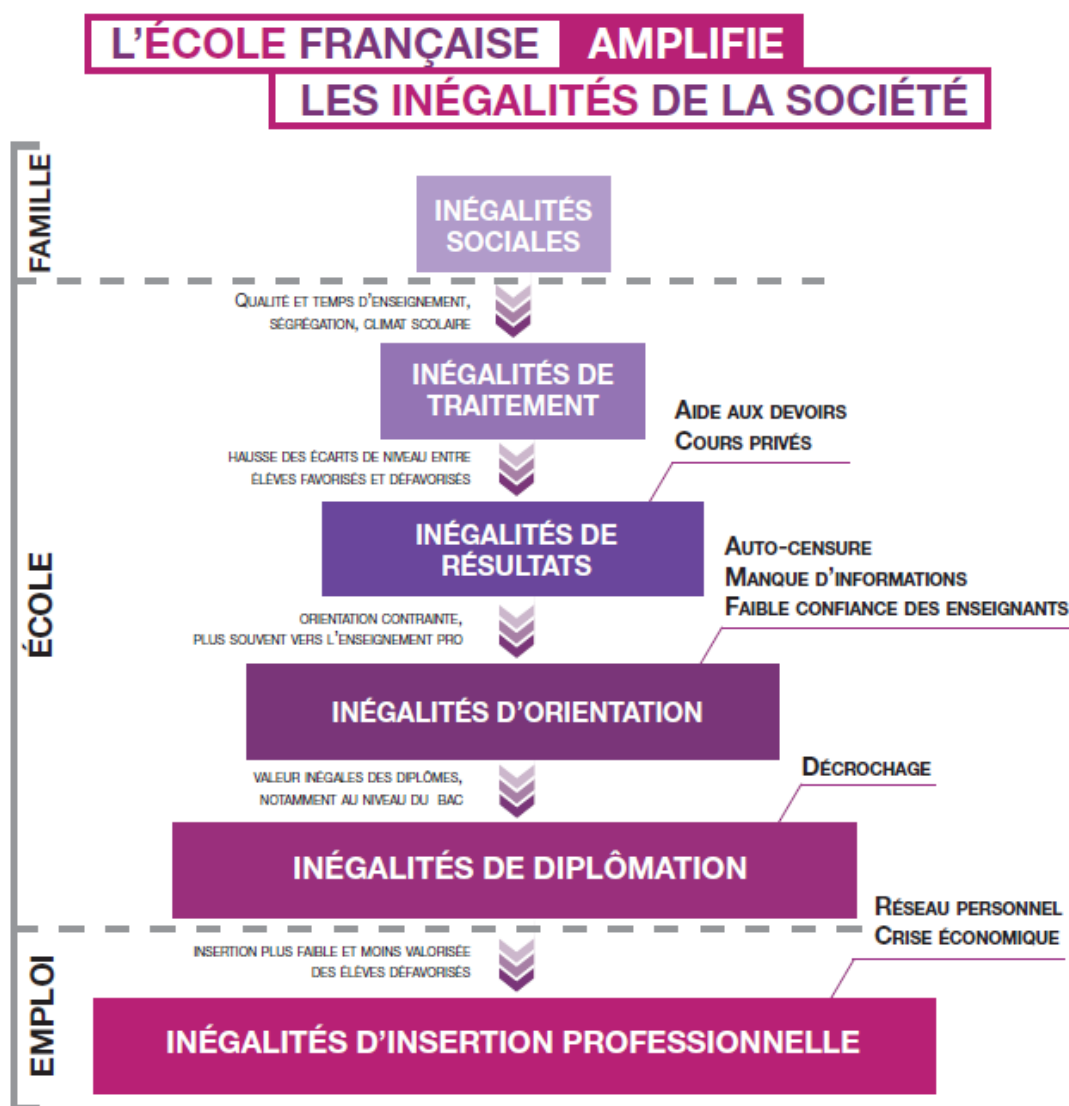 L'ÉCOLE FRANÇAISE AMPLIFIE
LES INÉGALITÉS DE LA SOCIÉTÉ
FAMILLE
INÉGALITÉS
SOCIALES
QUALITÉ ET TEMPS D'ENSEIGNEMENT,
SÉGRÉGATION, CLIMAT SCOLAIRE
ÉCOLE
INÉGALITÉS DE
TRAITEMENT
HAUSSE DES ÉCARTS DE NIVEAU ENTRE
ÉLÈVES FAVORISÉS ET DÉFAVORISÉS
AIDE AUX DEVOIRS
COURS PRIVÉS
INÉGALITÉS DE
RÉSULTATS
ORIENTATION CONTRAINTE,
PLUS SOUVENT VERS L'ENSEIGNEMENT PRO
AUTO-CENSURE
MANQUE D'INFORMATIONS
FAIBLE CONFIANCE DES ENSEIGNANTS
INÉGALITÉS D'ORIENTATION
VALEUR INÉGALES DES DIPLÔMES,
NOTAMMENT AU NIVEAU DU BAC
DÉCROCHAGE
INÉGALITÉS DE DIPLÔMATION
EMPLOI
INSERTION PLUS FAIBLE ET MOINS VALORISÉE
DES ÉLÈVES DÉFAVORISÉS
RÉSEAU PERSONNEL
CRISE ÉCONOMIQUE
INÉGALITÉS D'INSERTION PROFESSIONNELLE